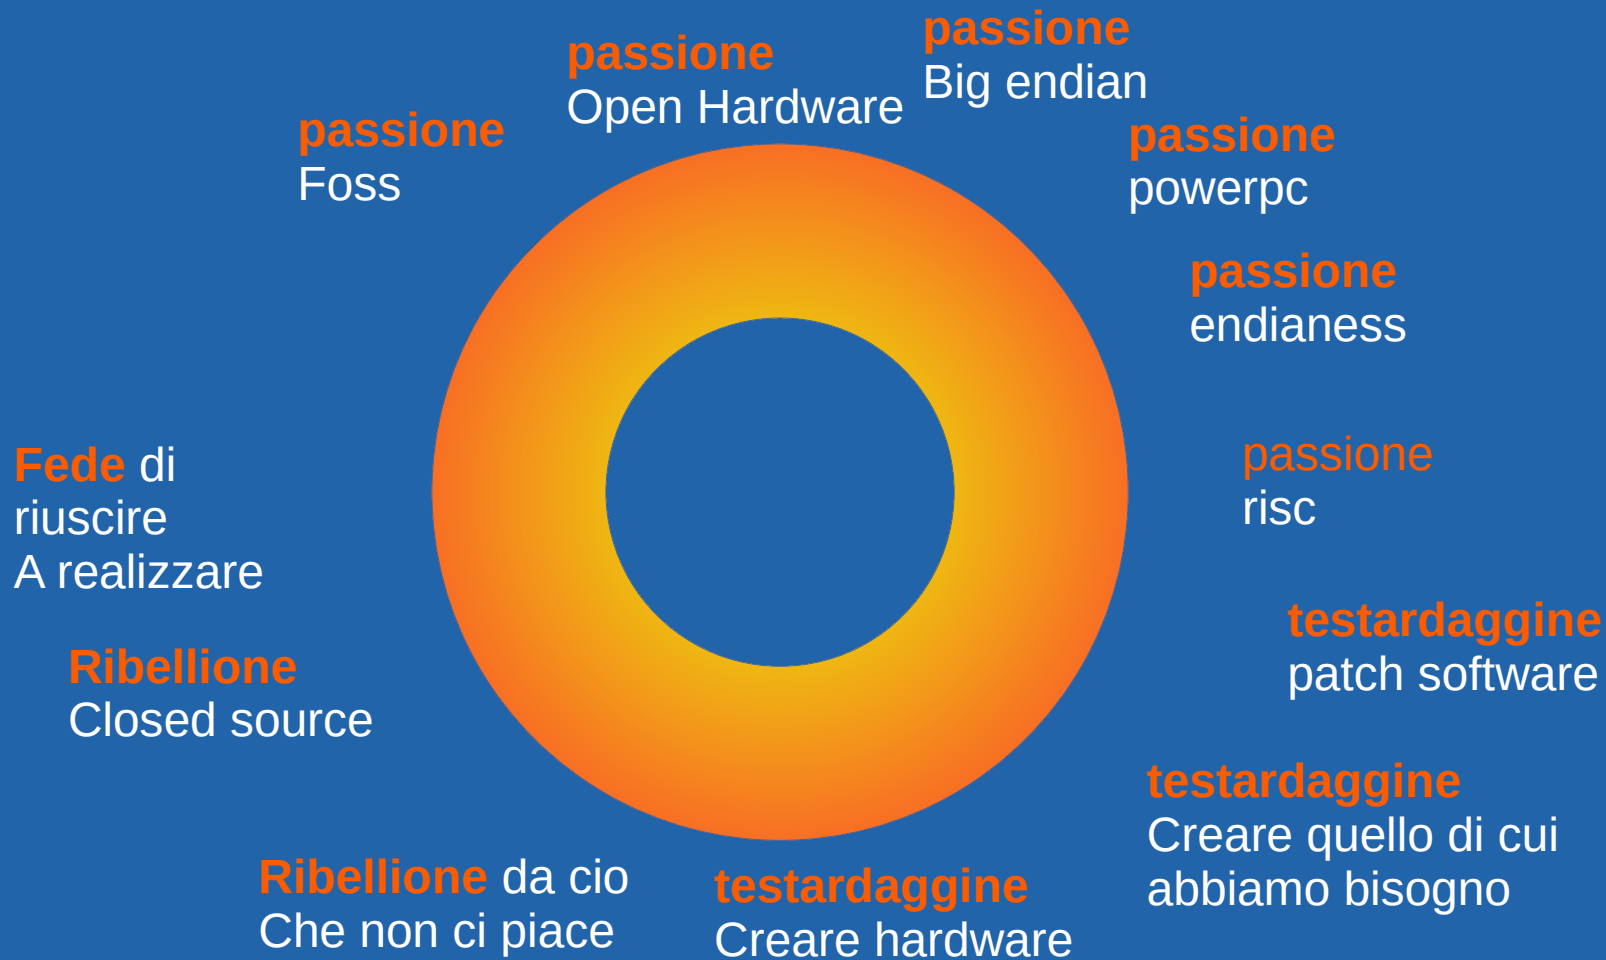 passione
Big endian
passione
Open Hardware
passione
Foss
passione
powerpc
passione
endianess
passione
risc
Fede di
riuscire
A realizzare
testardaggine
patch software
Ribellione
Closed source
testardaggine
Creare quello di cui
abbiamo bisogno
Ribellione da cio
Che non ci piace
testardaggine
Creare hardware